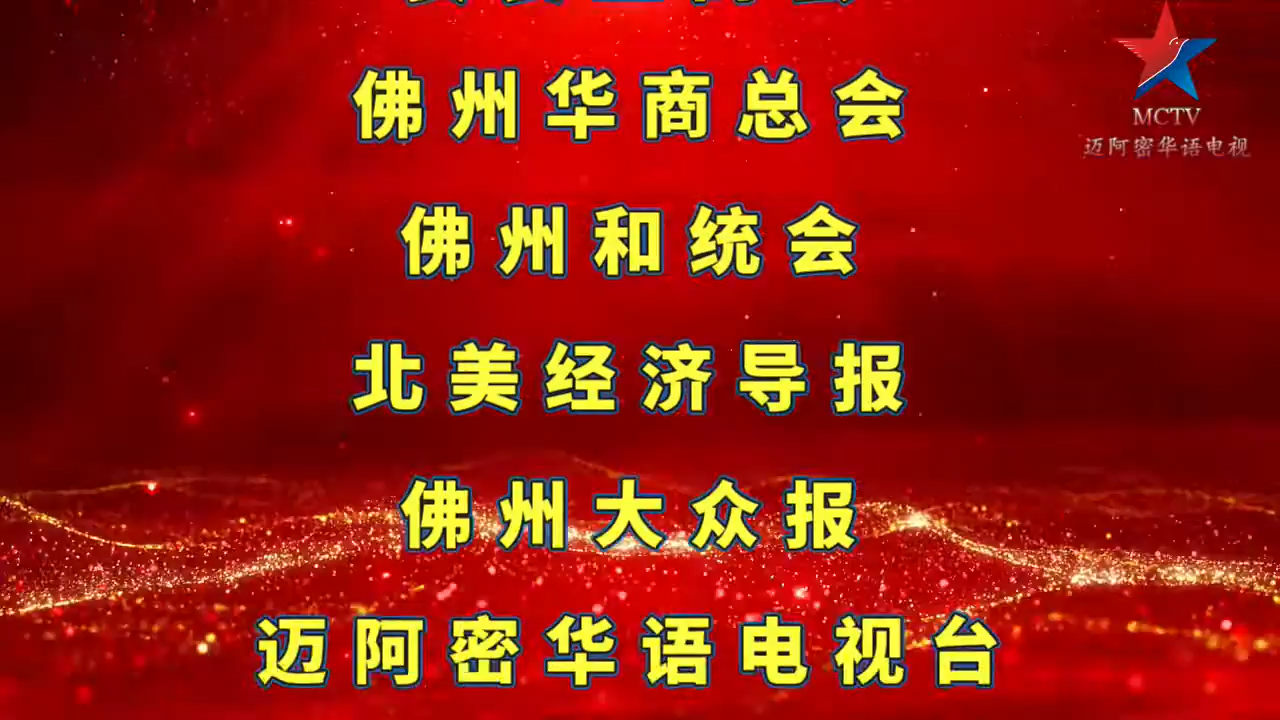 佛州华商总会
佛州和统会
北美经济导报
佛州大众报
迈阿密华语电视台
MCTV
迈阿密华语电视